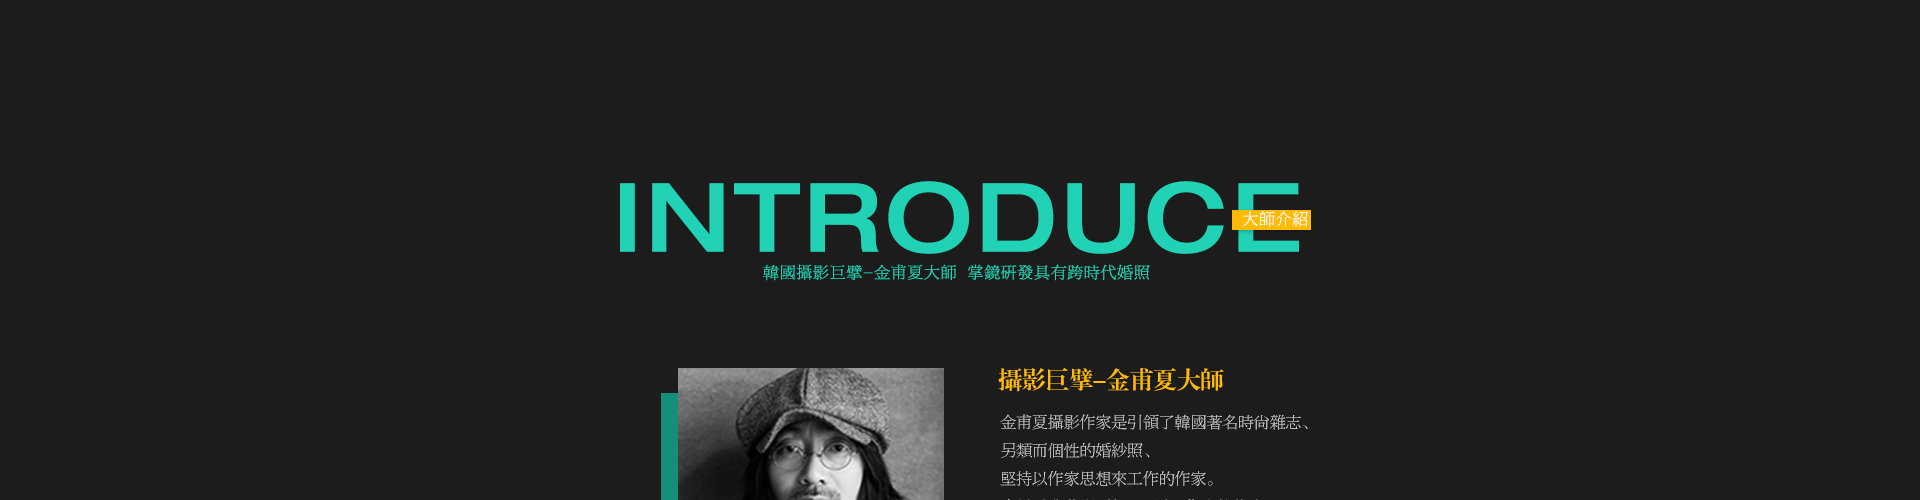 INTRODUCE
大師介紹
韓國攝影巨擘–金甫夏大師 掌鏡研發具有跨時代婚照
攝影巨擘–金甫夏大師
金甫夏攝影作家是引領了韓國著名時尚雜志、
另類而個性的婚紗照、
堅持以作家思想來工作的作家。